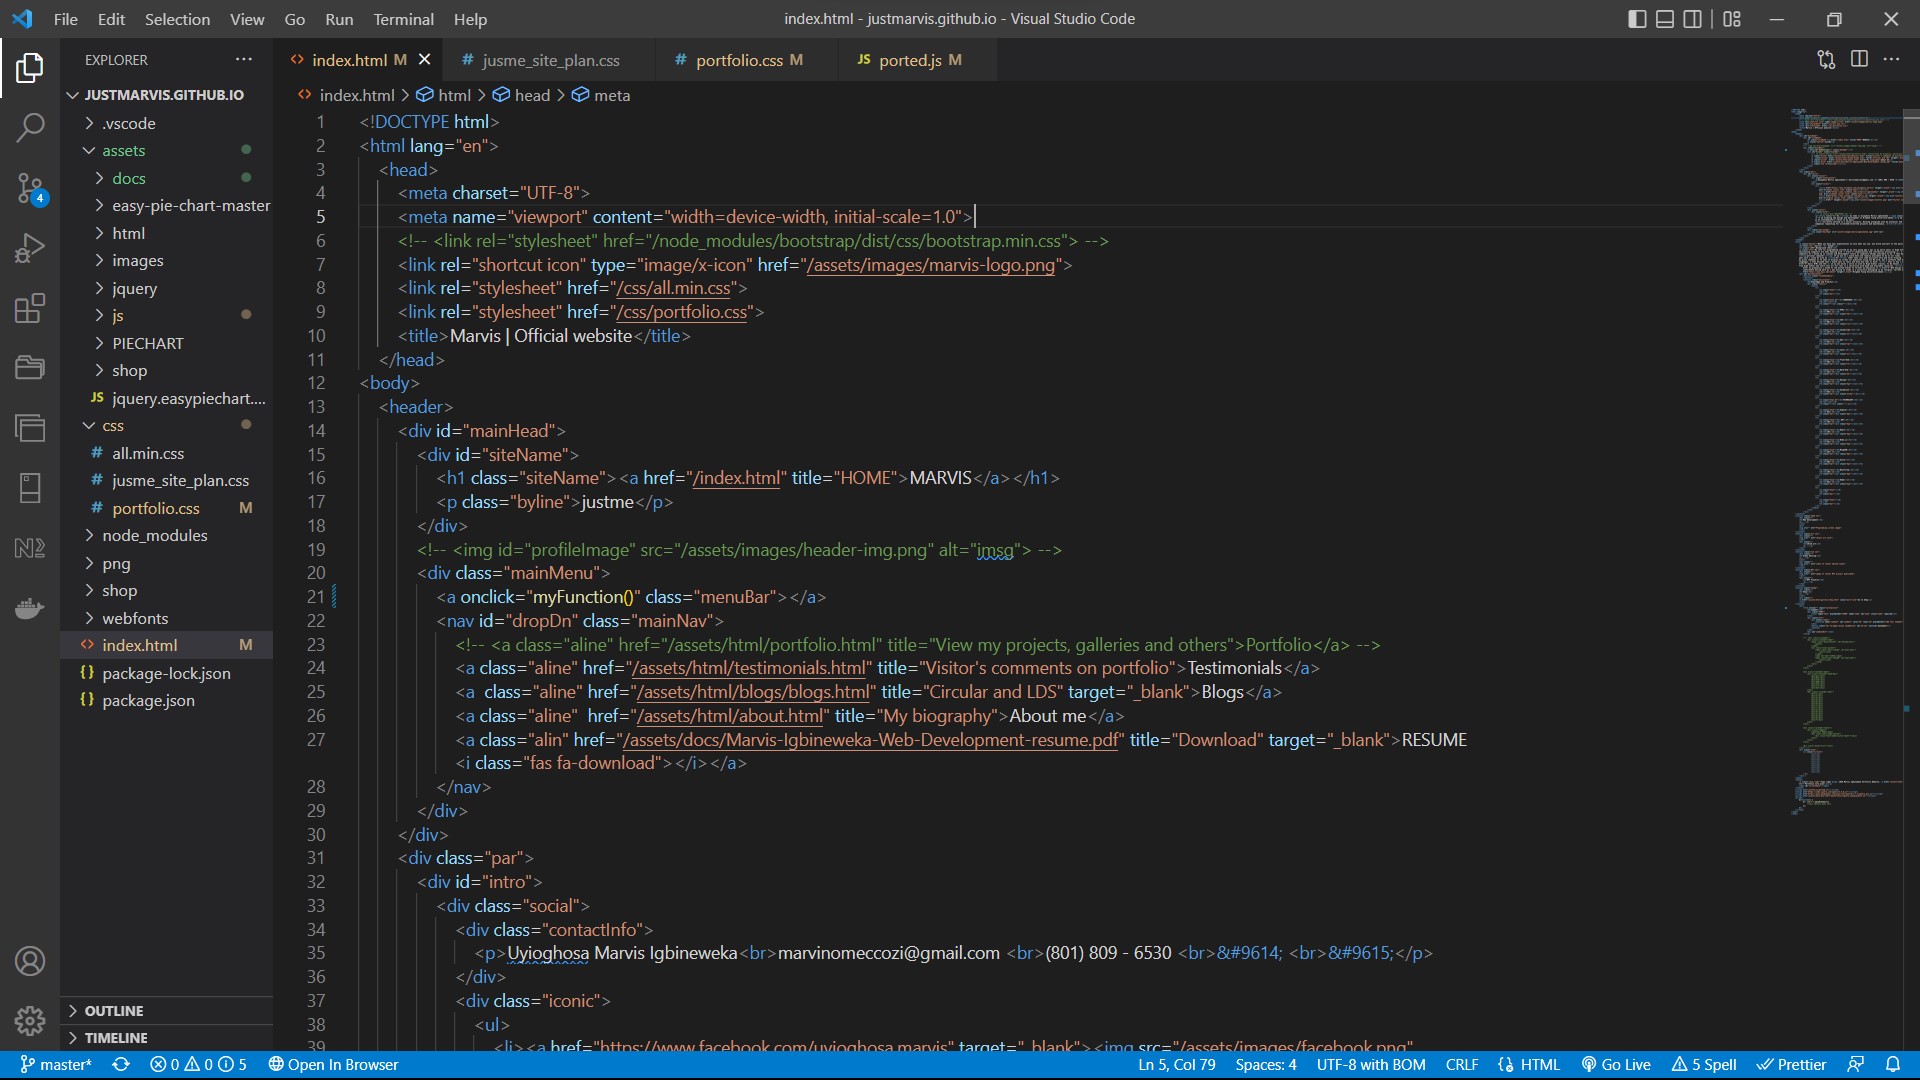 File Edit Selection View Go Run Terminal Help
index.html - justmarvis.github.io - Visual Studio Code
EXPLORER
JUSTMARVIS.GITHUB.IO
.vscode
assets
docs
easy-pie-chart-master
html
images
jquery
js
PIECHART
shop
JS jquery.easypiechart....
css
# all.min.css
# jusme_site_plan.css
# portfolio.css M
node_modules
png
shop
webfonts
<> index.html M
package-lock.json
package.json
OUTLINE
TIMELINE
4
<> index.html M # jusme_site_plan.css # portfolio.css M JS ported.js M
<> index.html > html > head > meta
1 <!DOCTYPE html>
2 <html lang="en">
3 <head>
4 <meta charset="UTF-8">
5 <meta name="viewport" content="width=device-width, initial-scale=1.0">
6 <!-- <link rel="stylesheet" href="/node_modules/bootstrap/dist/css/bootstrap.min.css"> -->
7 <link rel="shortcut icon" type="image/x-icon" href="/assets/images/marvis-logo.png">
8 <link rel="stylesheet" href="/css/all.min.css">
9 <link rel="stylesheet" href="/css/portfolio.css">
10 <title>Marvis | Official website</title>
11 </head>
12 <body>
13 <header>
14 <div id="mainHead">
15 <div id="siteName">
16 <h1 class="siteName"><a href="/index.html" title="HOME">MARVIS</a></h1>
17 <p class="byline">justme</p>
18 </div>
19 <!-- <img id="profileImage" src="/assets/images/header-img.png" alt="imsg"> -->
20 <div class="mainMenu">
21 <a onclick="myFunction()" class="menuBar"></a>
22 <nav id="dropDn" class="mainNav">
23 <!-- <a class="aline" href="/assets/html/portfolio.html" title="View my projects, galleries and others">Portfolio</a> -->
24 <a class="aline" href="/assets/html/testimonials.html" title="Visitor's comments on portfolio">Testimonials</a>
25 <a  class="aline" href="/assets/html/blogs/blogs.html" title="Circular and LDS" target="_blank">Blogs</a>
26 <a class="aline"  href="/assets/html/about.html" title="My biography">About me</a>
27 <a class="alin" href="/assets/docs/Marvis-Igbineweka-Web-Development-resume.pdf" title="Download" target="_blank">RESUME
<i class="fas fa-download"></i></a>
28 </nav>
29 </div>
30 </div>
31 <div class="par">
32 <div id="intro">
33 <div class="social">
34 <div class="contactInfo">
35 <p>Uyioghosa Marvis Igbineweka<br>marvinomeccozi@gmail.com <br>(801) 809 - 6530 <br>&#9614; <br>&#9615;</p>
36 </div>
37 <div class="iconic">
38 <ul>
39 <li><a href="https://www.facebook.com/uyioghosa.marvis" target="_blank"><img src="/assets/images/facebook.png"
master* 0 0 5 Open In Browser Ln 5, Col 79 Spaces: 4 UTF-8 with BOM CRLF HTML Go Live 5 Spell Prettier